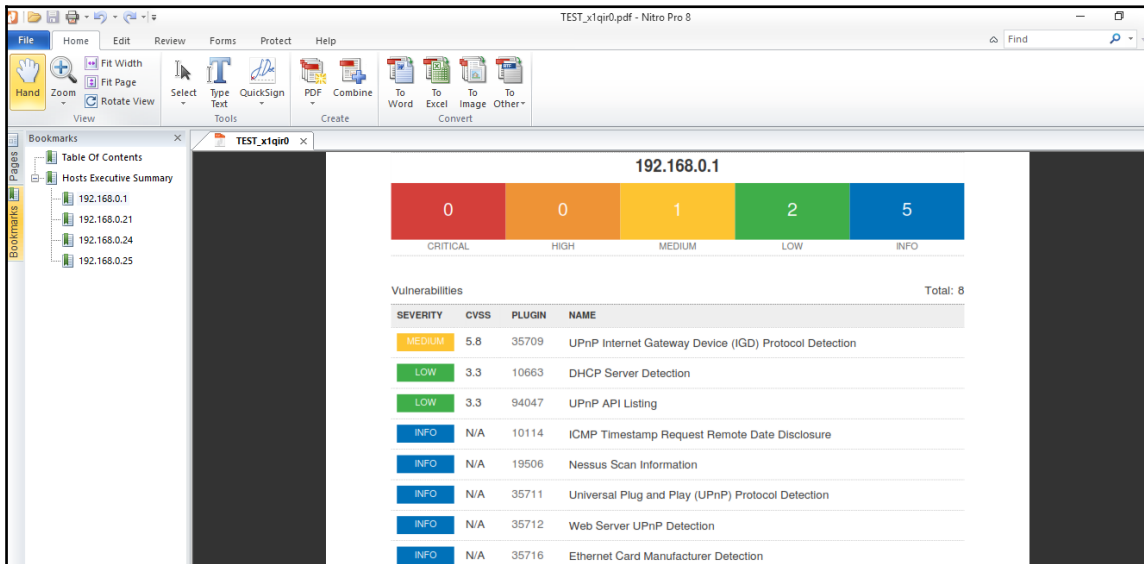 TEST_x1qir0.pdf - Nitro Pro 8
File Home Edit Review Forms Protect Help Find
Hand
Zoom
Fit Width
Fit Page
Rotate View
View
Select
Type Text
QuickSign
Tools
PDF
Combine
Create
To Word
To Excel
To Image
To Other
Convert
Pages
Bookmarks
Bookmarks
Table Of Contents
Hosts Executive Summary
192.168.0.1
192.168.0.21
192.168.0.24
192.168.0.25
TEST_x1qir0
192.168.0.1
0 0 1 2 5
CRITICAL HIGH MEDIUM LOW INFO
Vulnerabilities Total: 8
SEVERITY CVSS PLUGIN NAME
MEDIUM 5.8 35709 UPnP Internet Gateway Device (IGD) Protocol Detection
LOW 3.3 10663 DHCP Server Detection
LOW 3.3 94047 UPnP API Listing
INFO N/A 10114 ICMP Timestamp Request Remote Date Disclosure
INFO N/A 19506 Nessus Scan Information
INFO N/A 35711 Universal Plug and Play (UPnP) Protocol Detection
INFO N/A 35712 Web Server UPnP Detection
INFO N/A 35716 Ethernet Card Manufacturer Detection